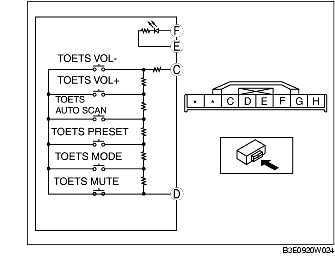 F
E
TOETS VOL-
C
TOETS VOL+
TOETS
AUTO SCAN
* * C D E F G H
TOETS PRESET
TOETS MODE
TOETS MUTE
D
B3E0920W024